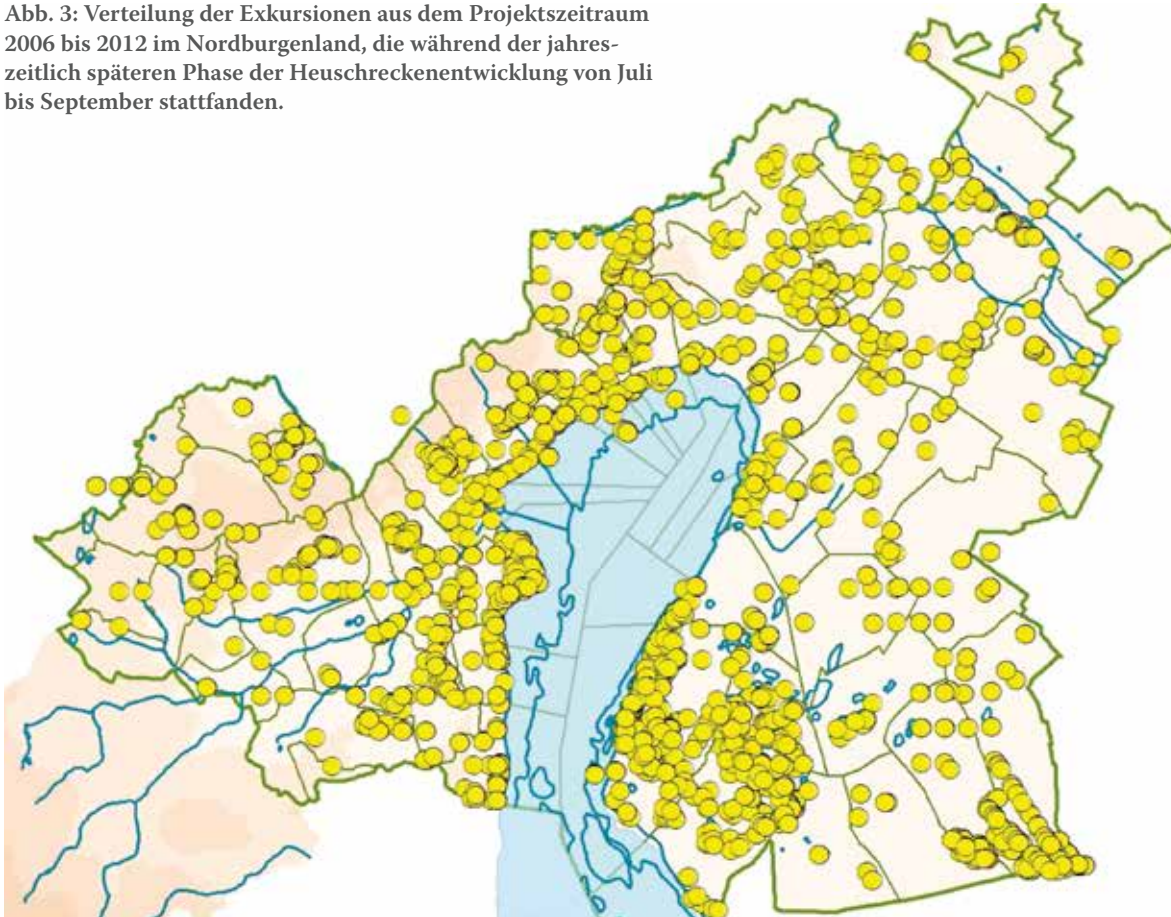 Abb. 3: Verteilung der Exkursionen aus dem Projektszeitraum
2006 bis 2012 im Nordburgenland, die während der jahres-
zeitlich späteren Phase der Heuschreckenentwicklung von Juli
bis September stattfanden.